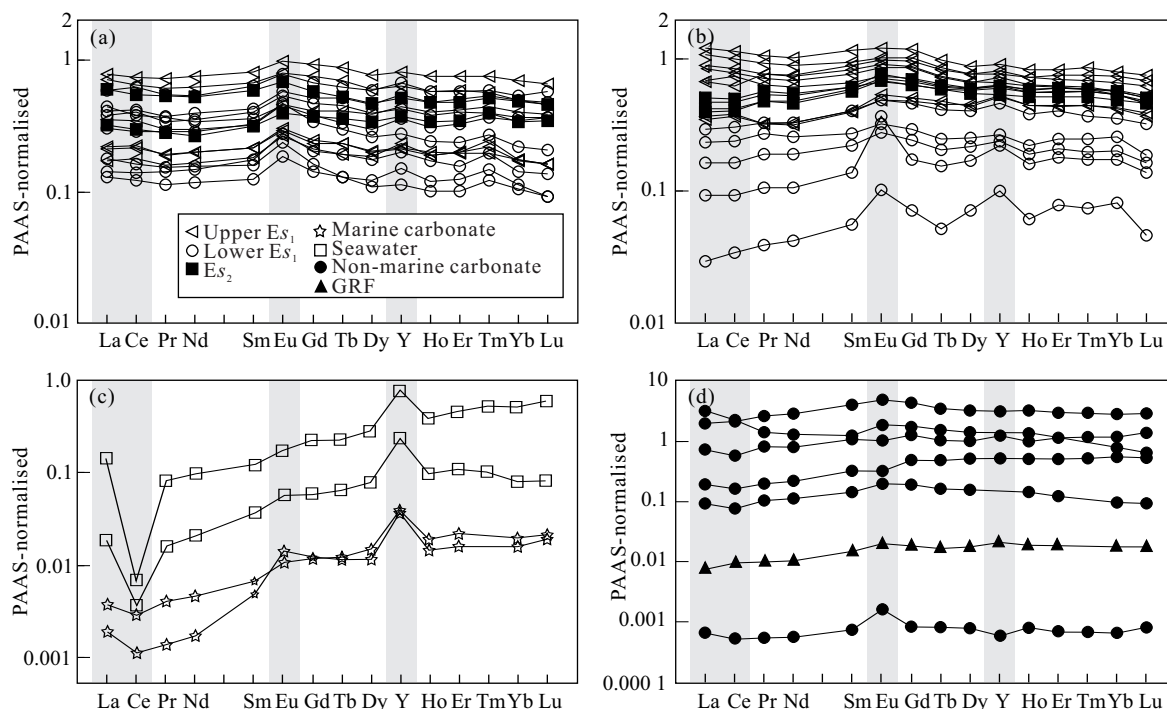 2
(a)
1
PAAS-normalised
0.1
0.01
Upper Es₁
Lower Es₁
Es₂
Marine carbonate
Seawater
Non-marine carbonate
GRF
La Ce Pr Nd Sm Eu Gd Tb Dy Y Ho Er Tm Yb Lu
2
(b)
1
PAAS-normalised
0.1
0.01
La Ce Pr Nd Sm Eu Gd Tb Dy Y Ho Er Tm Yb Lu
1.0
(c)
PAAS-normalised
0.1
0.01
0.001
La Ce Pr Nd Sm Eu Gd Tb Dy Y Ho Er Tm Yb Lu
10
(d)
1
PAAS-normalised
0.1
0.01
0.001
0.000 1
La Ce Pr Nd Sm Eu Gd Tb Dy Y Ho Er Tm Yb Lu